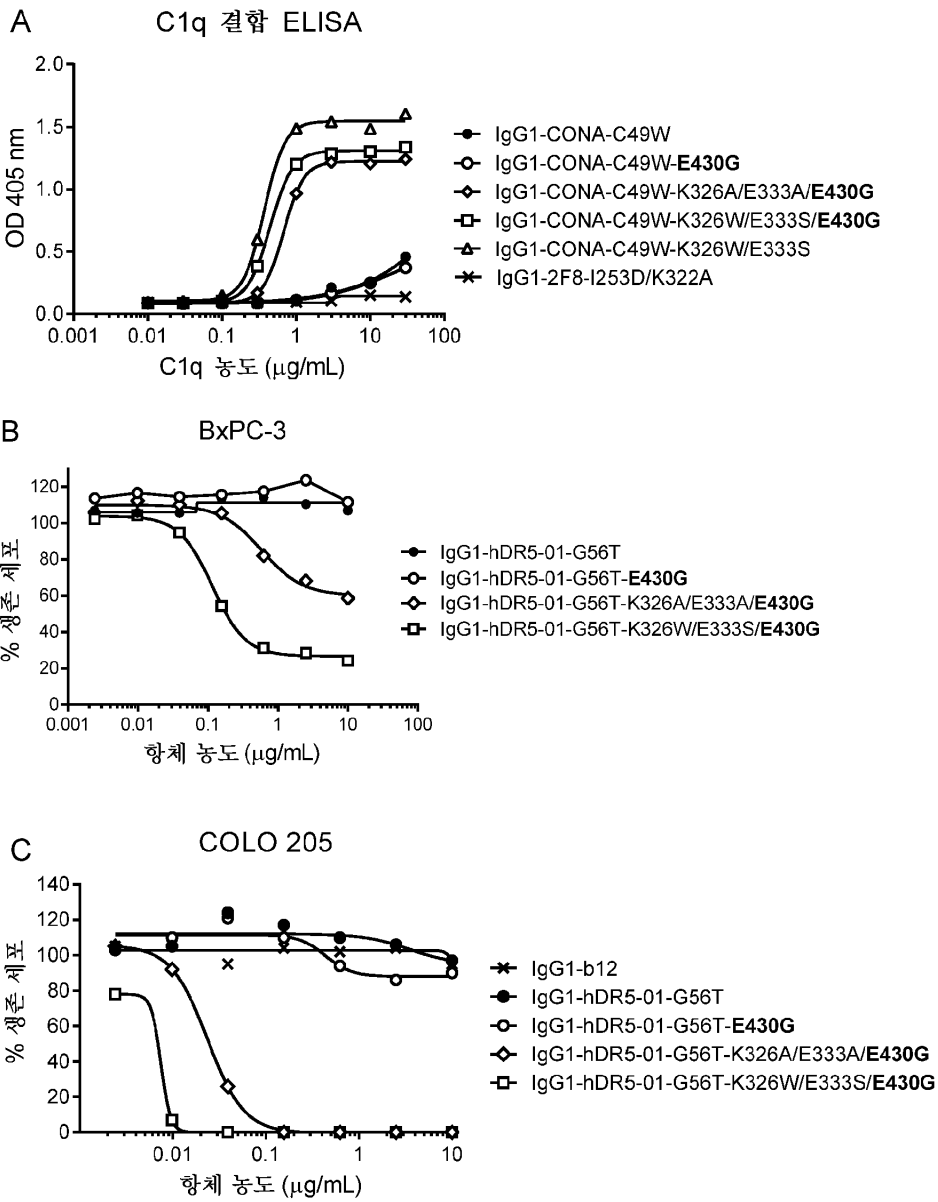 A
C1q 결합 ELISA
2.0
1.5
1.0
0.5
0.0
OD 405 nm
0.001 0.01 0.1 1 10 100
C1q 농도 (μg/mL)
IgG1-CONA-C49W
IgG1-CONA-C49W-E430G
IgG1-CONA-C49W-K326A/E333A/E430G
IgG1-CONA-C49W-K326W/E333S/E430G
IgG1-CONA-C49W-K326W/E333S
IgG1-2F8-I253D/K322A
B
BxPC-3
120
100
80
60
40
20
0
% 생존 세포
0.001 0.01 0.1 1 10 100
항체 농도 (μg/mL)
IgG1-hDR5-01-G56T
IgG1-hDR5-01-G56T-E430G
IgG1-hDR5-01-G56T-K326A/E333A/E430G
IgG1-hDR5-01-G56T-K326W/E333S/E430G
C
COLO 205
140
120
100
80
60
40
20
0
% 생존 세포
0.01 0.1 1 10
항체 농도 (μg/mL)
IgG1-b12
IgG1-hDR5-01-G56T
IgG1-hDR5-01-G56T-E430G
IgG1-hDR5-01-G56T-K326A/E333A/E430G
IgG1-hDR5-01-G56T-K326W/E333S/E430G